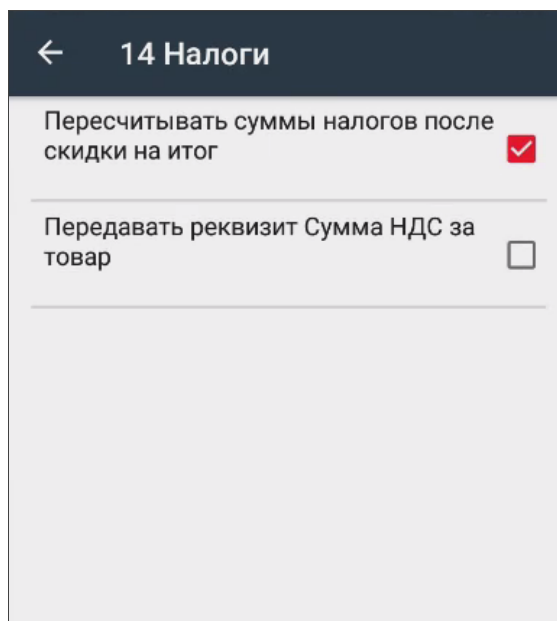 14 Налоги
Пересчитывать суммы налогов после
скидки на итог
Передавать реквизит Сумма НДС за
товар